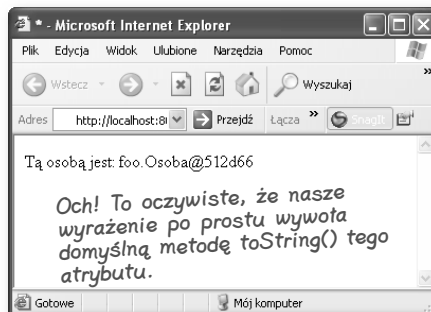 * - Microsoft Internet Explorer
Plik Edycja Widok Ulubione Narzędzia Pomoc
Wstecz Wyszukaj »
Adres http://localhost:8 Przejdź Łącza » SnagIt
Tą osobą jest: foo.Osoba@512d66
Och! To oczywiste, że nasze
wyrażenie po prostu wywoła
domyślną metodę toString() tego
atrybutu.
Gotowe Mój komputer